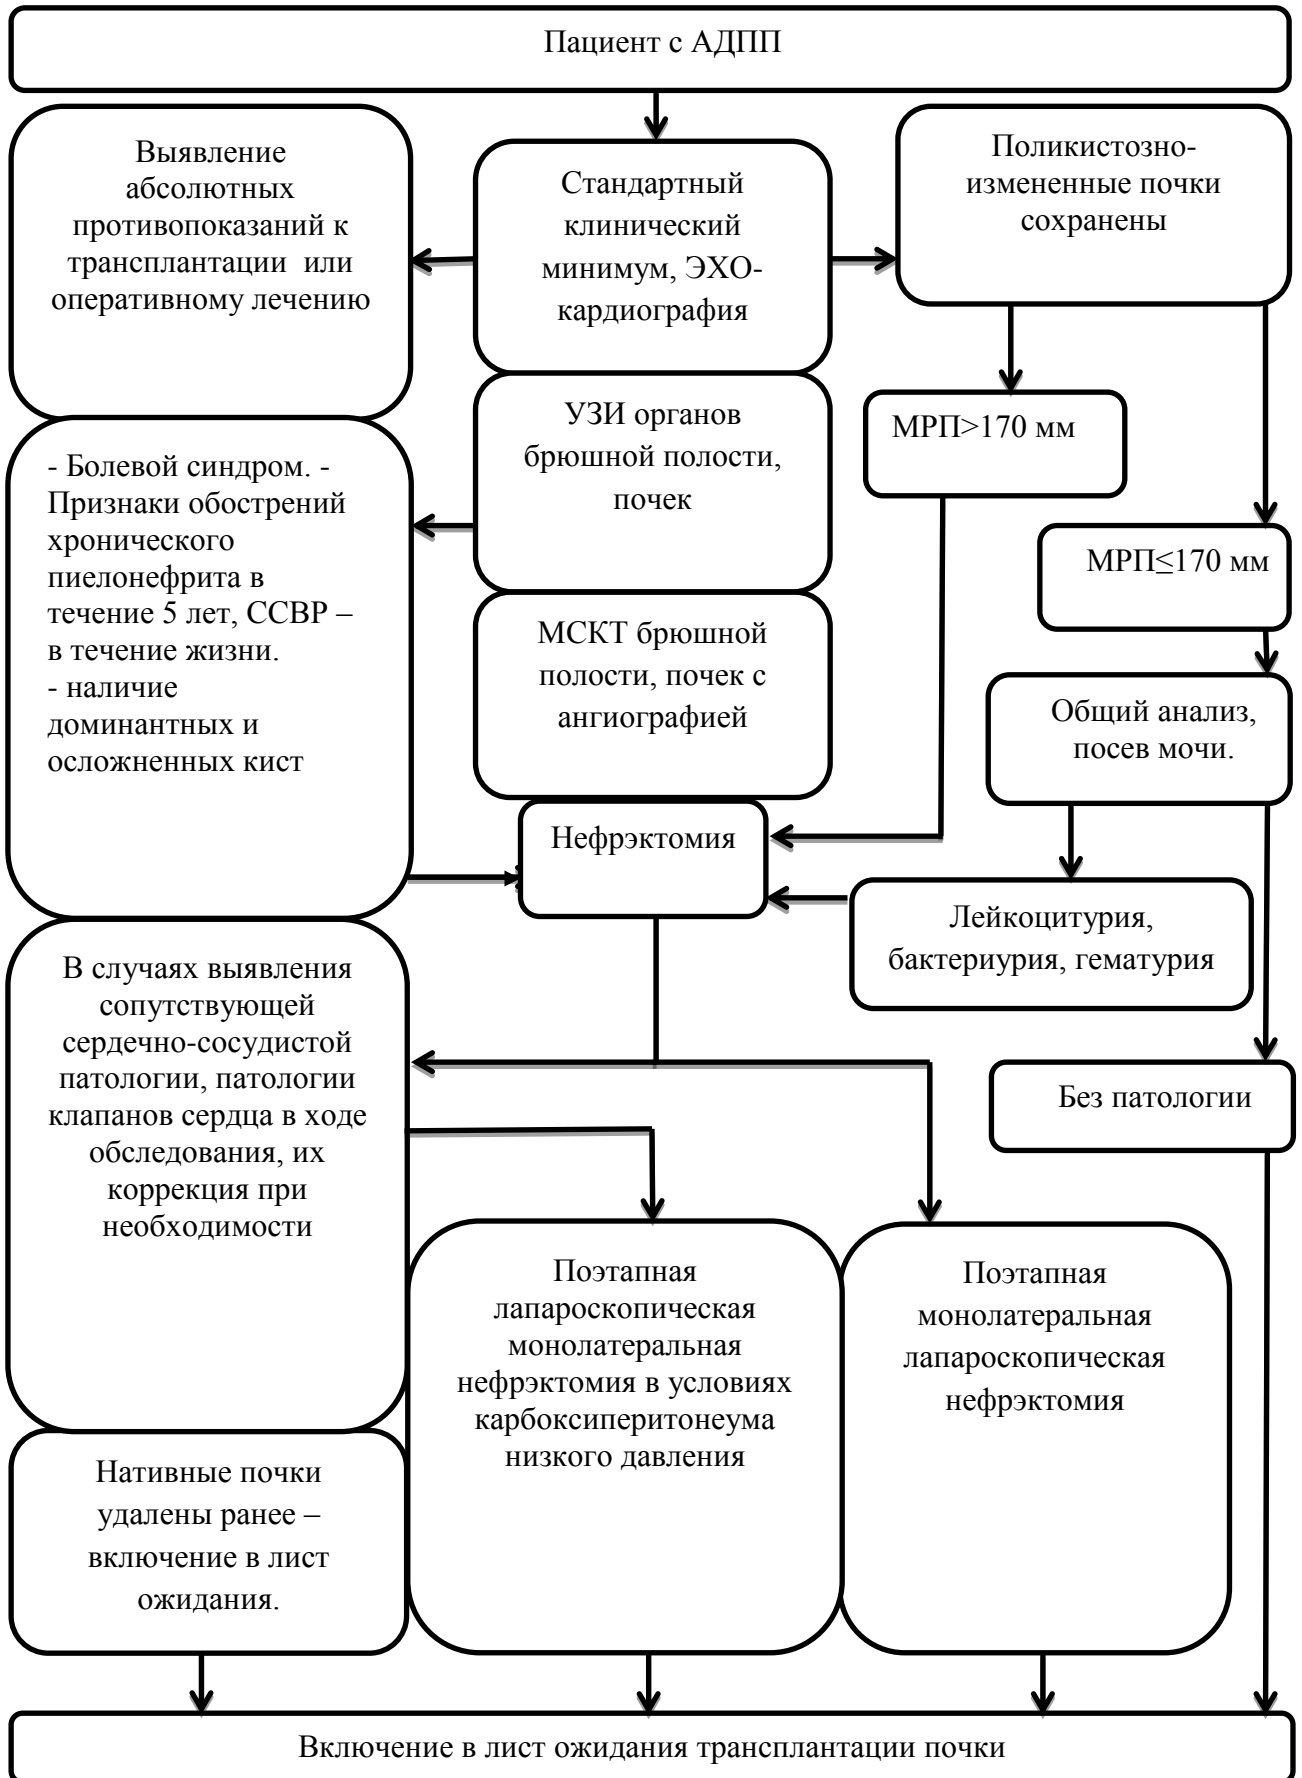 Пациент с АДПП
Выявление
абсолютных
противопоказаний к
трансплантации или
оперативному лечению
Стандартный
клинический
минимум, ЭХО-
кардиография
Поликистозно-
измененные почки
сохранены
УЗИ органов
брюшной полости,
почек
МРП>170 мм
- Болевой синдром. -
Признаки обострений
хронического
пиелонефрита в
течение 5 лет, ССВР –
в течение жизни.
- наличие
доминантных и
осложненных кист
МРП≤170 мм
МСКТ брюшной
полости, почек с
ангиографией
Общий анализ,
посев мочи.
Нефрэктомия
Лейкоцитурия,
бактериурия, гематурия
В случаях выявления
сопутствующей
сердечно-сосудистой
патологии, патологии
клапанов сердца в ходе
обследования, их
коррекция при
необходимости
Без патологии
Поэтапная
лапароскопическая
монолатеральная
нефрэктомия в условиях
карбоксиперитонеума
низкого давления
Поэтапная
монолатеральная
лапароскопическая
нефрэктомия
Нативные почки
удалены ранее –
включение в лист
ожидания.
Включение в лист ожидания трансплантации почки